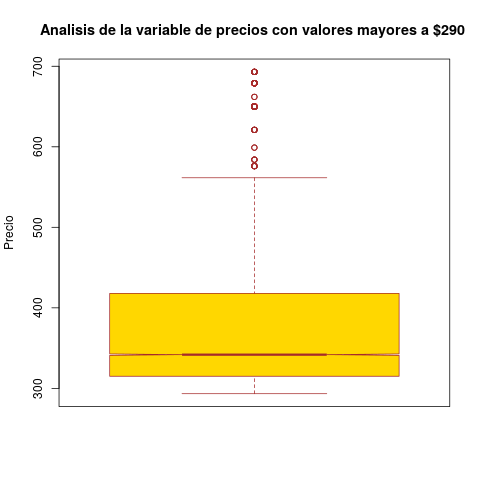 Analisis de la variable de precios con valores mayores a $290
Precio
700
600
500
400
300